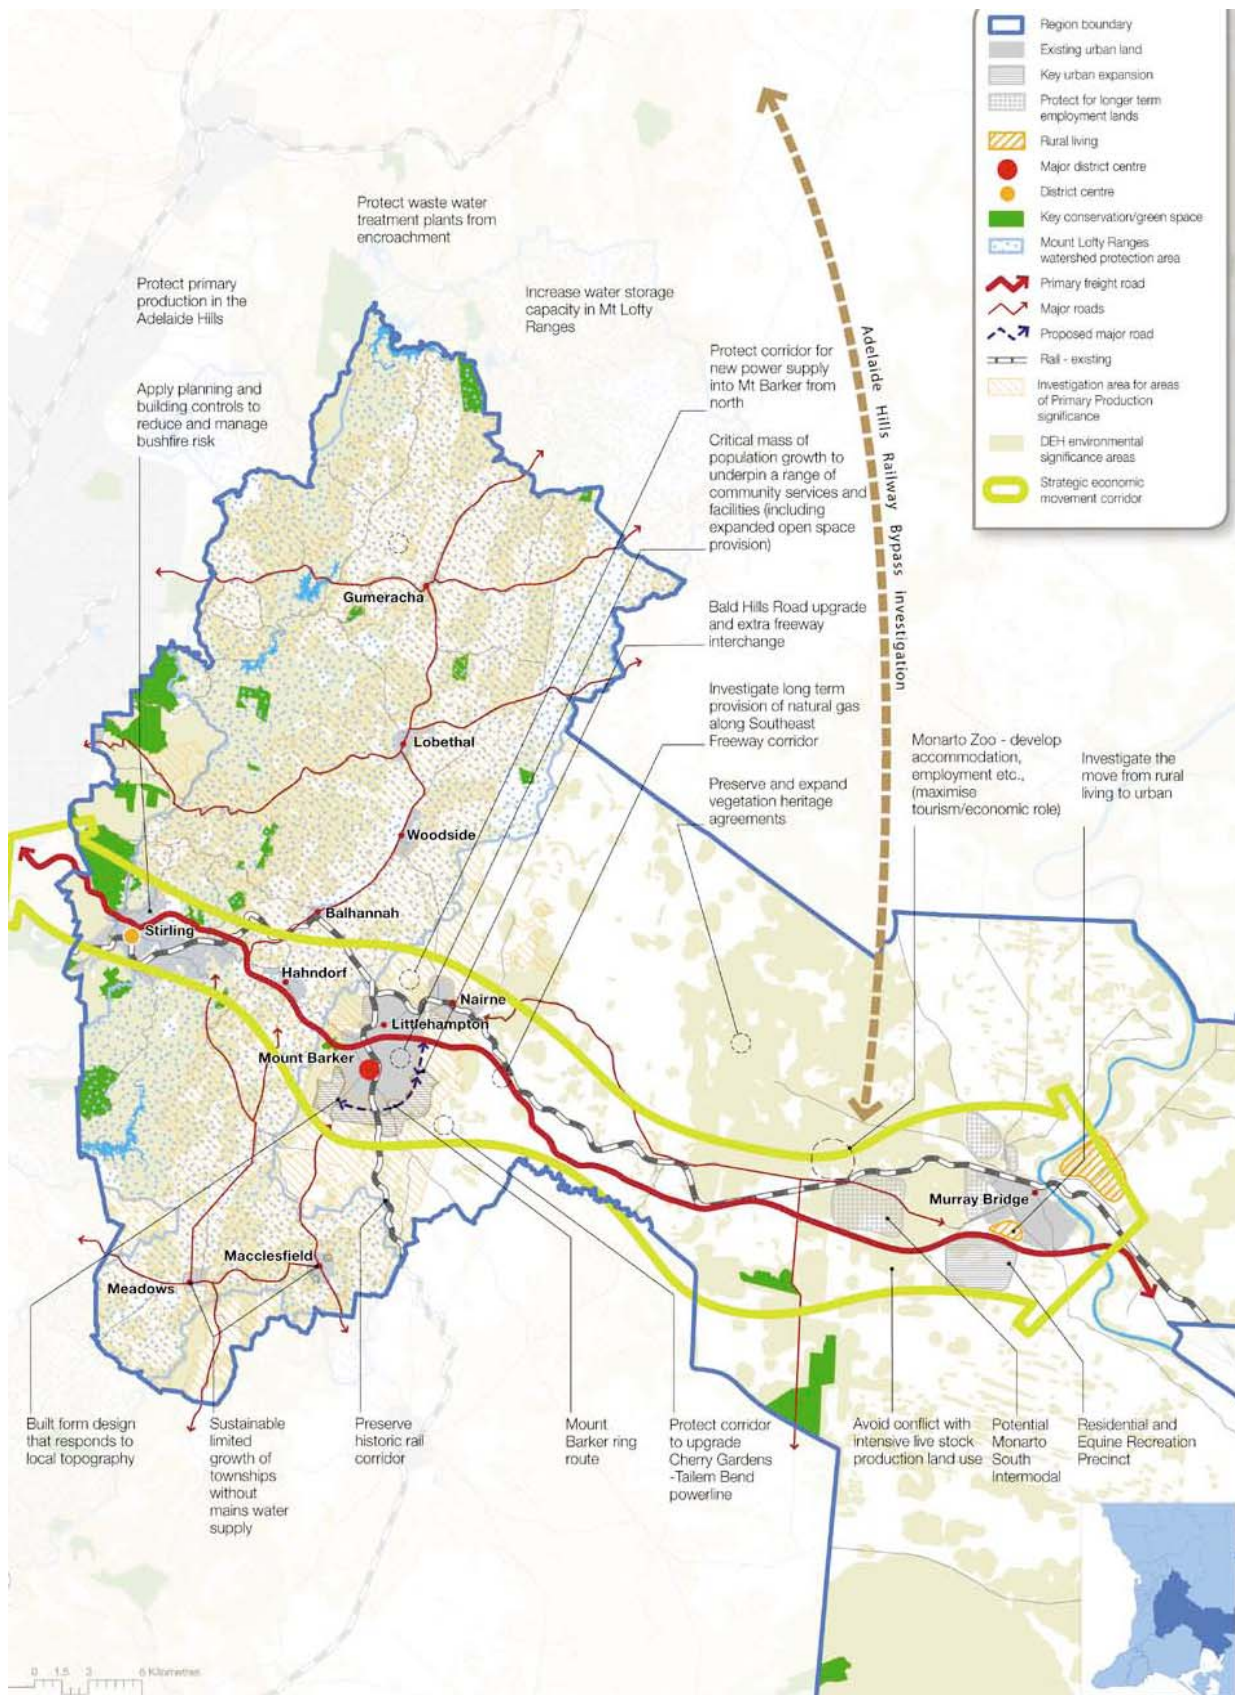 Region boundary
Existing urban land
Key urban expansion
Protect for longer term
employment lands
Rural living
Major district centre
District centre
Key conservation/green space
Mount Lofty Ranges
watershed protection area
Primary freight road
Major roads
Proposed major road
Rail - existing
Investigation area for areas
of Primary Production
significance
DEH environmental
significance areas
Strategic economic
movement corridor
Protect waste water
treatment plants from
encroachment
Protect primary
production in the
Adelaide Hills
Increase water storage
capacity in Mt Lofty
Ranges
Apply planning and
building controls to
reduce and manage
bushfire risk
Protect corridor for
new power supply
into Mt Barker from
north
Critical mass of
population growth to
underpin a range of
community services and
facilities (including
expanded open space
provision)
Adelaide Hills Railway Bypass investigation
Bald Hills Road upgrade
and extra freeway
interchange
Investigate long term
provision of natural gas
along Southeast
Freeway corridor
Preserve and expand
vegetation heritage
agreements
Monarto Zoo - develop
accommodation,
employment etc.,
(maximise
tourism/economic role)
Investigate the
move from rural
living to urban
Gumeracha
Lobethal
Woodside
Balhannah
Stirling
Hahndorf
Nairne
Littlehampton
Mount Barker
Murray Bridge
Macclesfield
Meadows
Built form design
that responds to
local topography
Sustainable
limited
growth of
townships
without
mains water
supply
Preserve
historic rail
corridor
Mount
Barker ring
route
Protect corridor
to upgrade
Cherry Gardens
-Tailem Bend
powerline
Avoid conflict with
intensive live stock
production land use
Potential
Monarto
South
Intermodal
Residential and
Equine Recreation
Precinct
0 1.5 3 6 Kilometres